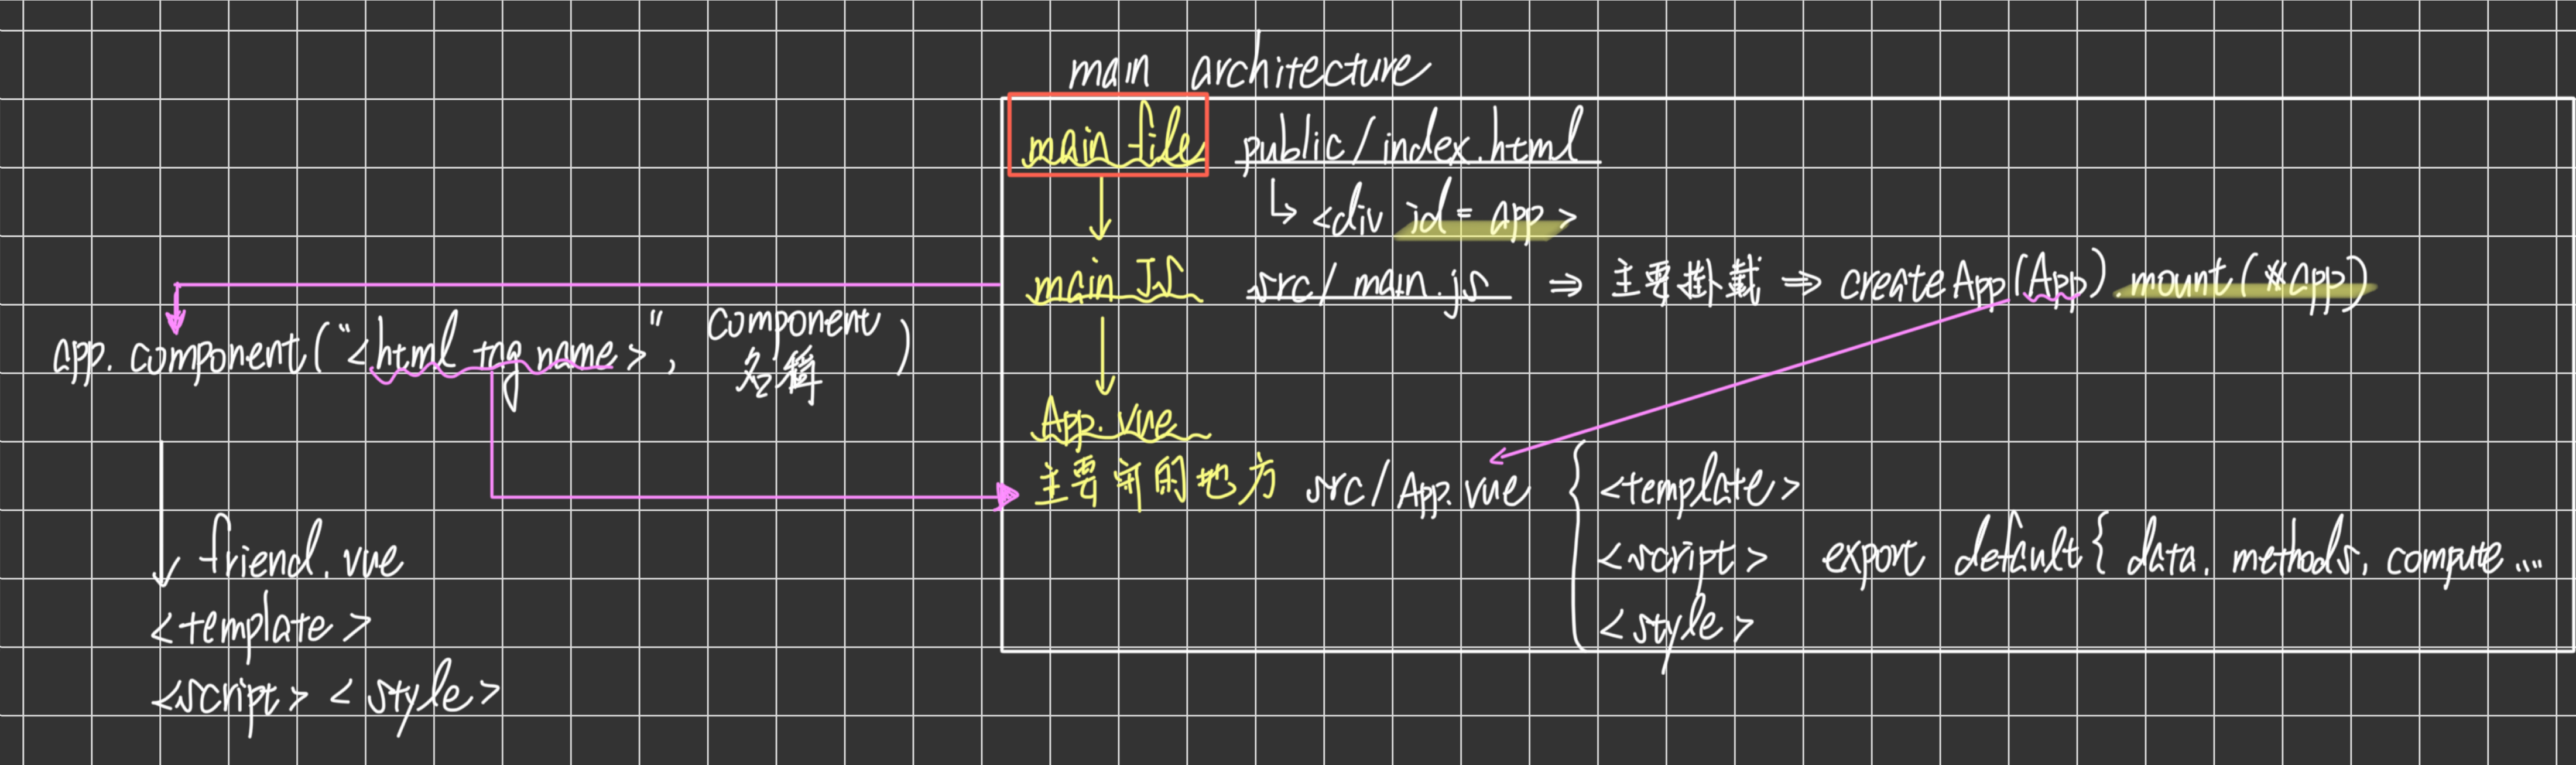 main architecture
main file public/index.html
↳ <div id = app >
main JS src/main.js ⇒ 主要掛載 ⇒ createApp(App).mount(#app)
app.component("<html tag name>", component 名稱)
App.vue
主要 的地方 src/App.vue { <template>
<script> export default { data. methods, compute....
<style>
friend.vue
<template>
<script> <style>